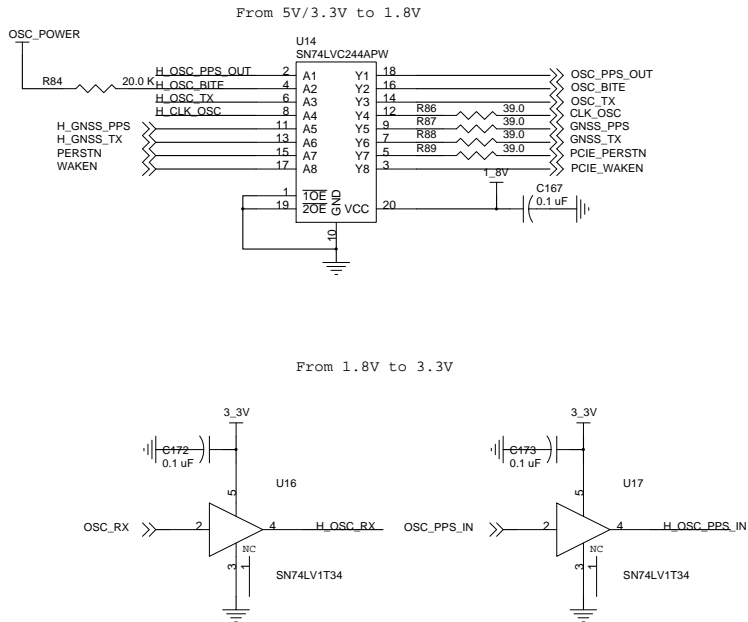 From 5V/3.3V to 1.8V
OSC_POWER
U14
SN74LVC244APW
R84
20.0 K
H_OSC_PPS_OUT
2
A1
Y1
18
OSC_PPS_OUT
H_OSC_BITE
4
A2
Y2
16
OSC_BITE
H_OSC_TX
6
A3
Y3
14
OSC_TX
H_CLK_OSC
8
A4
Y4
12
R86
39.0
CLK_OSC
H_GNSS_PPS
11
A5
Y5
9
R87
39.0
GNSS_PPS
H_GNSS_TX
13
A6
Y6
7
R88
39.0
GNSS_TX
PERSTN
15
A7
Y7
5
R89
39.0
PCIE_PERSTN
WAKEN
17
A8
Y8
3
PCIE_WAKEN
1_8V
1
1OE
19
2OE
GND
VCC
20
10
C167
0.1 uF
From 1.8V to 3.3V
3_3V
C172
0.1 uF
5
U16
OSC_RX
2
4
H_OSC_RX
3
NC
1
SN74LV1T34
3_3V
C173
0.1 uF
5
U17
OSC_PPS_IN
2
4
H_OSC_PPS_IN
3
NC
1
SN74LV1T34